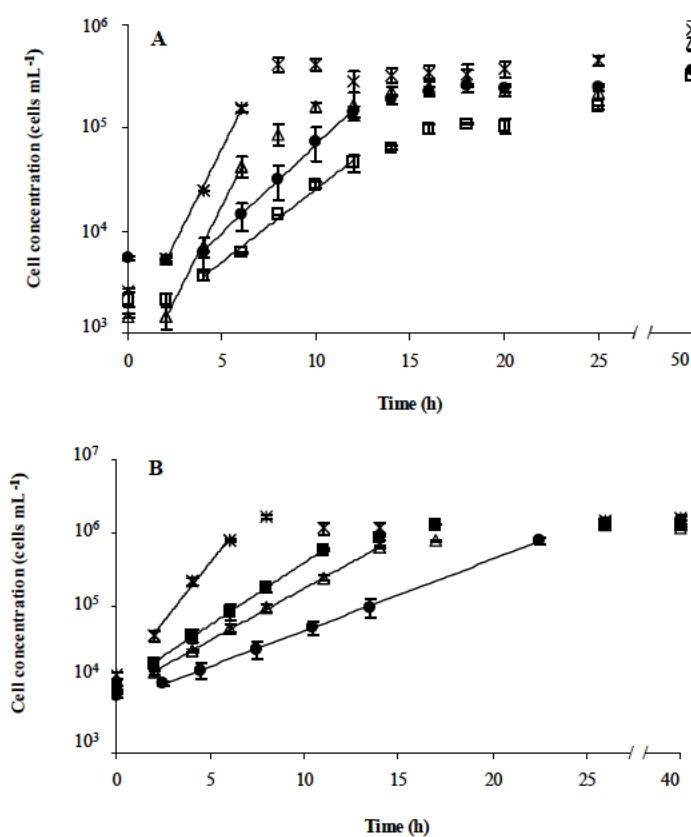 A
Cell concentration (cells mL⁻¹)
10⁶
10⁵
10⁴
10³
0 5 10 15 20 25 50
Time (h)
B
Cell concentration (cells mL⁻¹)
10⁷
10⁶
10⁵
10⁴
10³
0 5 10 15 20 25 40
Time (h)